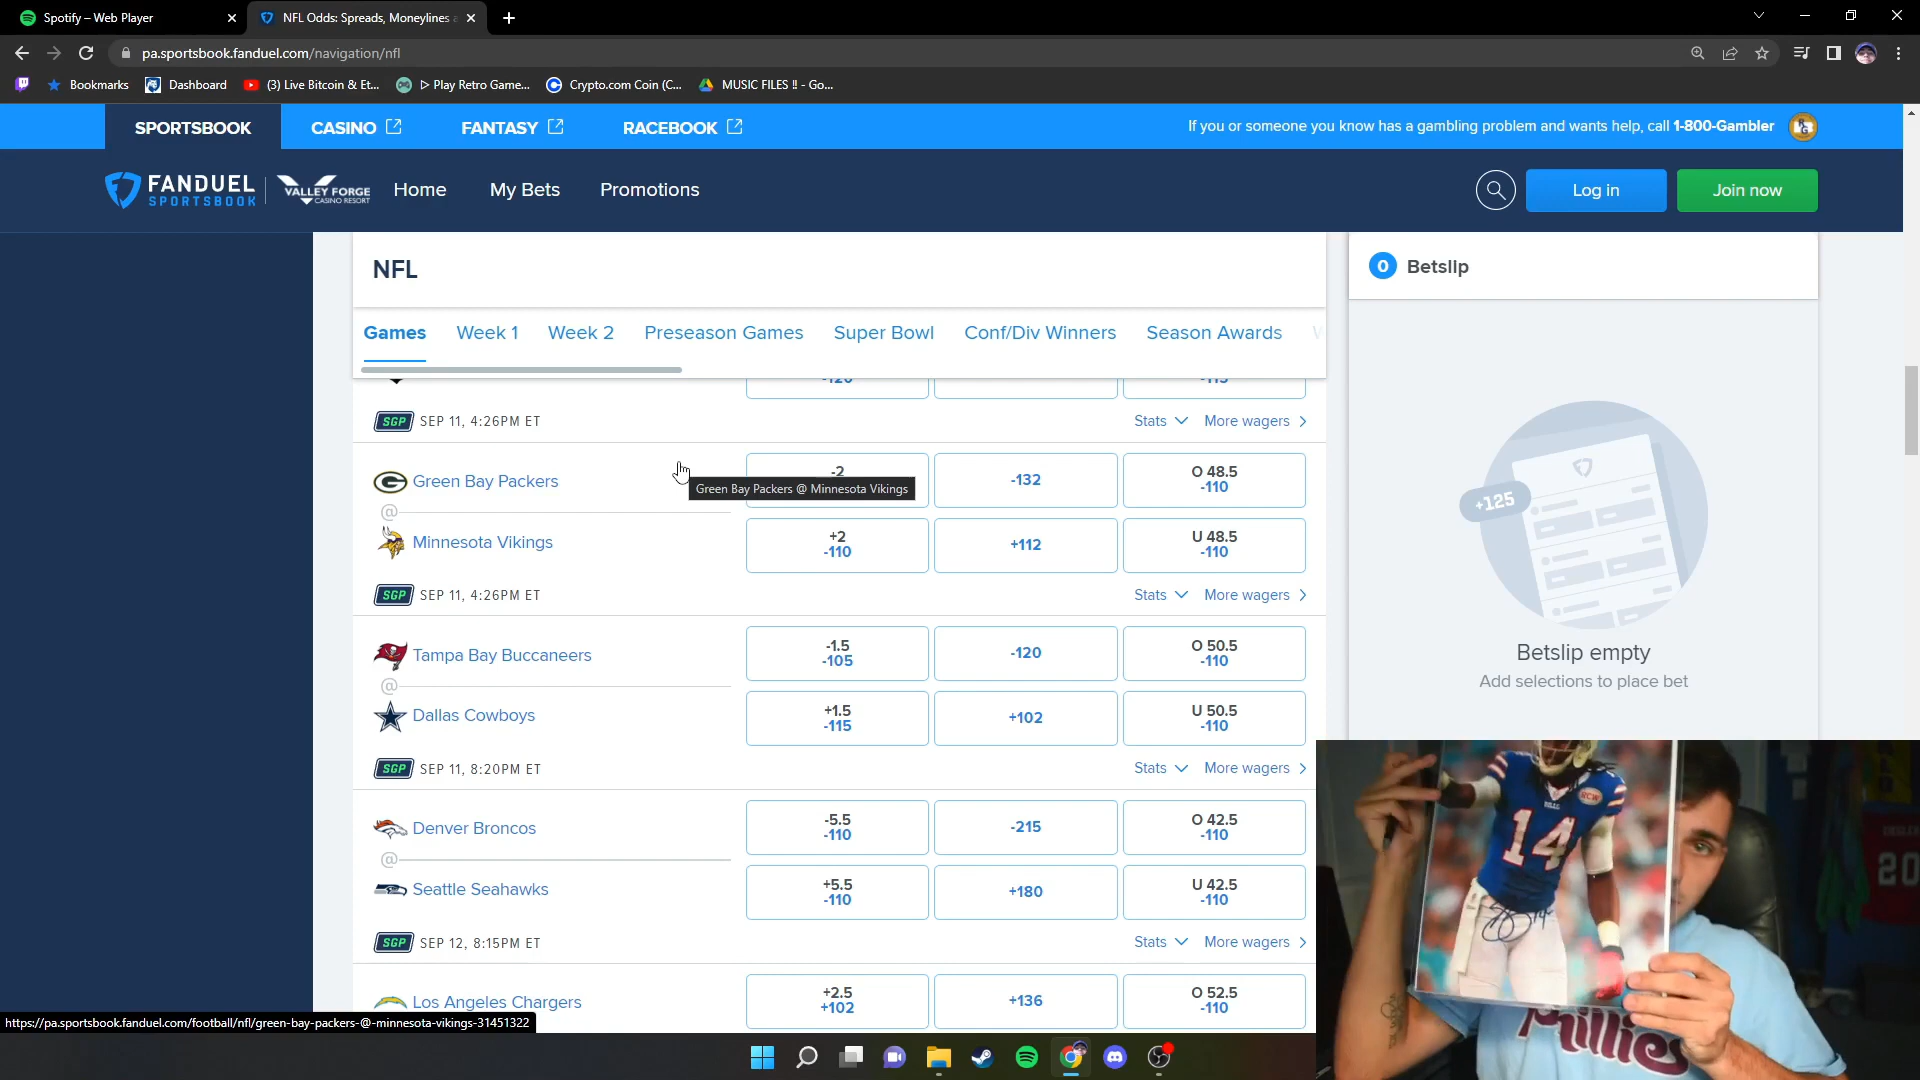 Spotify – Web Player
NFL Odds: Spreads, Moneylines a
pa.sportsbook.fanduel.com/navigation/nfl
Bookmarks
Dashboard
(3) Live Bitcoin & Et...
▷ Play Retro Game...
Crypto.com Coin (C...
MUSIC FILES !! - Go...
SPORTSBOOK
CASINO
FANTASY
RACEBOOK
If you or someone you know has a gambling problem and wants help, call 1-800-Gambler
FANDUEL
SPORTSBOOK
VALLEY FORGE
CASINO RESORT
Home
My Bets
Promotions
Log in
Join now
NFL
Games
Week 1
Week 2
Preseason Games
Super Bowl
Conf/Div Winners
Season Awards
0 Betslip
SGP SEP 11, 4:26PM ET
Stats
More wagers
Green Bay Packers
-2
-132
O 48.5
-110
Green Bay Packers @ Minnesota Vikings
@
Minnesota Vikings
+2
-110
+112
U 48.5
-110
SGP SEP 11, 4:26PM ET
Stats
More wagers
Tampa Bay Buccaneers
-1.5
-105
-120
O 50.5
-110
@
Dallas Cowboys
+1.5
-115
+102
U 50.5
-110
SGP SEP 11, 8:20PM ET
Stats
More wagers
Denver Broncos
-5.5
-110
-215
O 42.5
-110
@
Seattle Seahawks
+5.5
-110
+180
U 42.5
-110
SGP SEP 12, 8:15PM ET
Stats
More wagers
Los Angeles Chargers
+2.5
+102
+136
O 52.5
-110
+125
Betslip empty
Add selections to place bet
https://pa.sportsbook.fanduel.com/football/nfl/green-bay-packers-@-minnesota-vikings-31451322
RCW
BILLS
14
20
Phillies